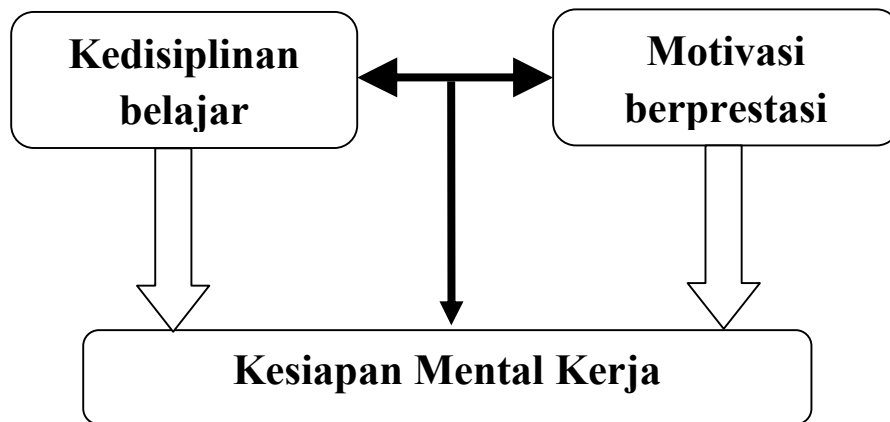 Kedisiplinan
belajar
Motivasi
berprestasi
Kesiapan Mental Kerja